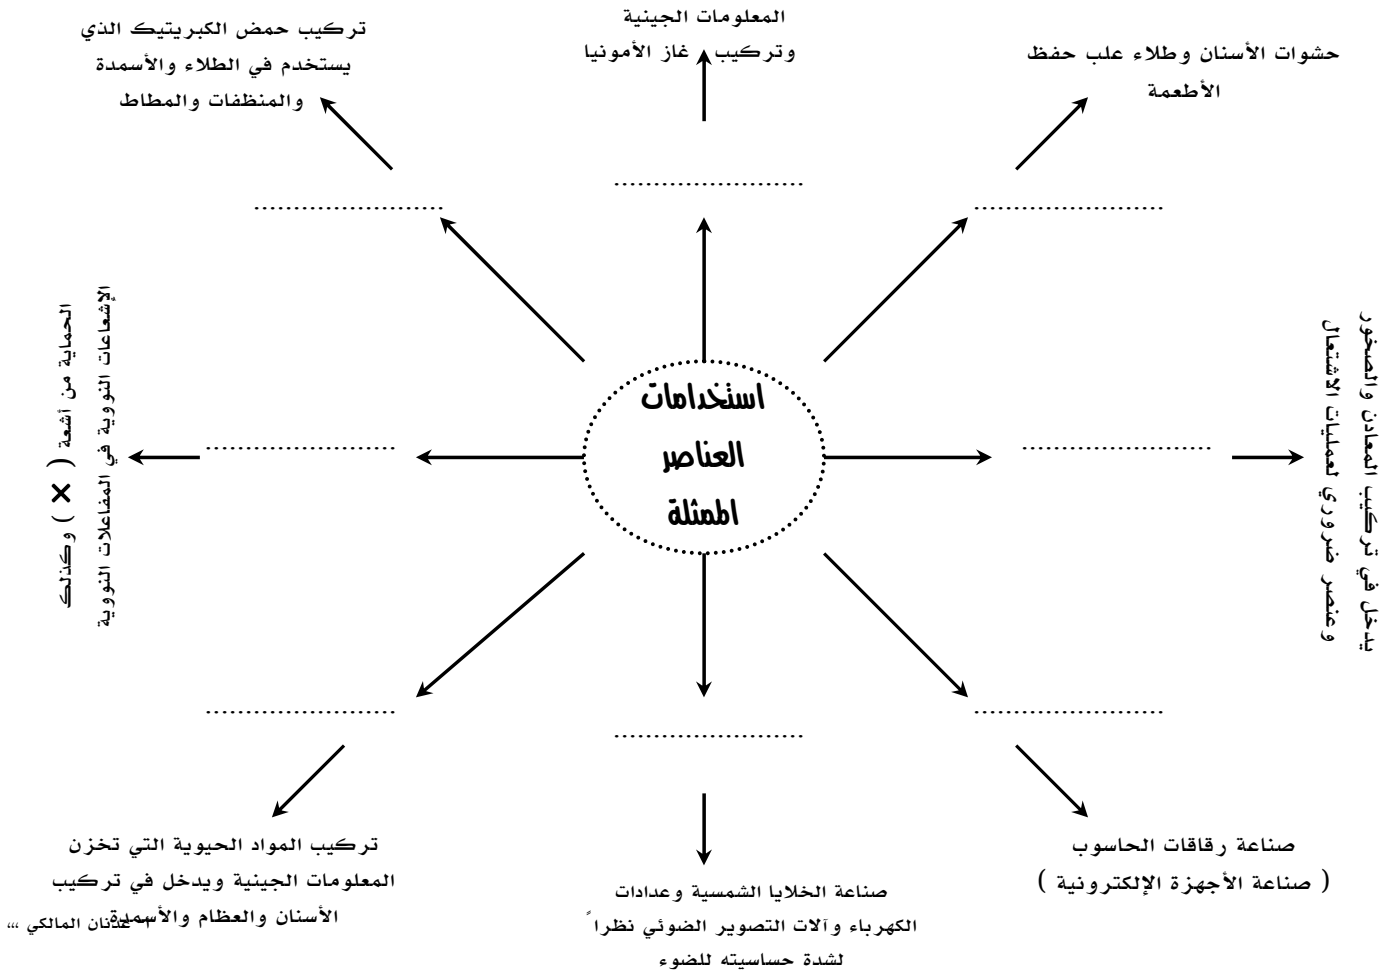 المعلومات الجينية
وتركيب غاز الأمونيا
حشوات الأسنان وطلاء علب حفظ
الأطعمة
تركيب حمض الكبريتيك الذي
يستخدم في الطلاء والأسمدة
والمنظفات والمطاط
......................................
......................................
......................................
يدخل في تركيب المعادن والصخور
وعنصر ضروري لعمليات الاشتعال
......................................
استخدامات
العناصر
الممثلة
......................................
الحماية من أشعة ( × ) وكذلك
الإشعاعات النووية في المفاعلات النووية
......................................
......................................
......................................
صناعة رقاقات الحاسوب
( صناعة الأجهزة الإلكترونية )
صناعة الخلايا الشمسية وعدادات
الكهرباء وآلات التصوير الضوئي نظراً
لشدة حساسيته للضوء
تركيب المواد الحيوية التي تخزن
المعلومات الجينية ويدخل في تركيب
الأسنان والعظام والأسمدة
عدنان المالكي ,,,